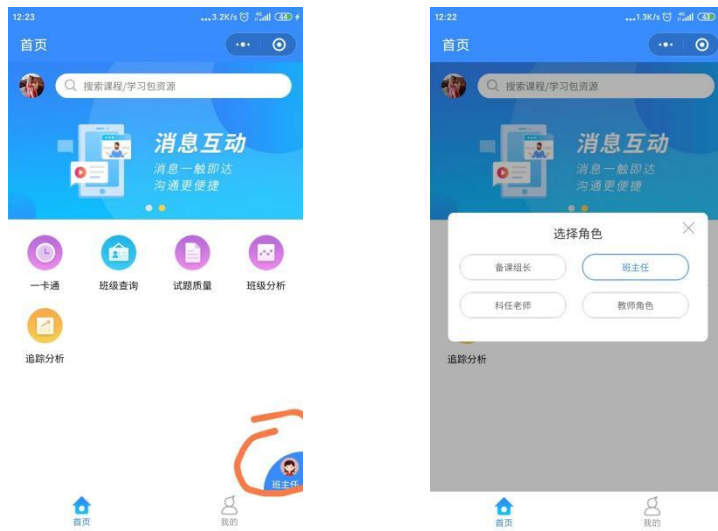 12:23
...3.2K/s 44
首页
搜索课程/学习包资源
消息互动
消息一触即达
沟通更便捷
一卡通
班级查询
试题质量
班级分析
追踪分析
班主任
首页
我的
12:22
...1.3K/s 43
首页
搜索课程/学习包资源
消息互动
消息一触即达
沟通更便捷
选择角色
备课组长
班主任
科任老师
教师角色
追踪分析
首页
我的